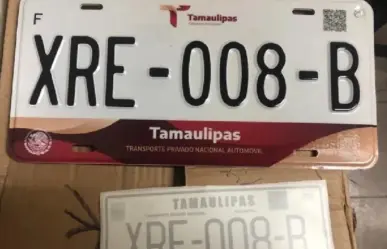 F
Tamaulipas
XRE-008-B
Tamaulipas
TRANSPORTE PRIVADO NACIONAL AUTOMOVIL
TAMAULIPAS
XRE-008-B